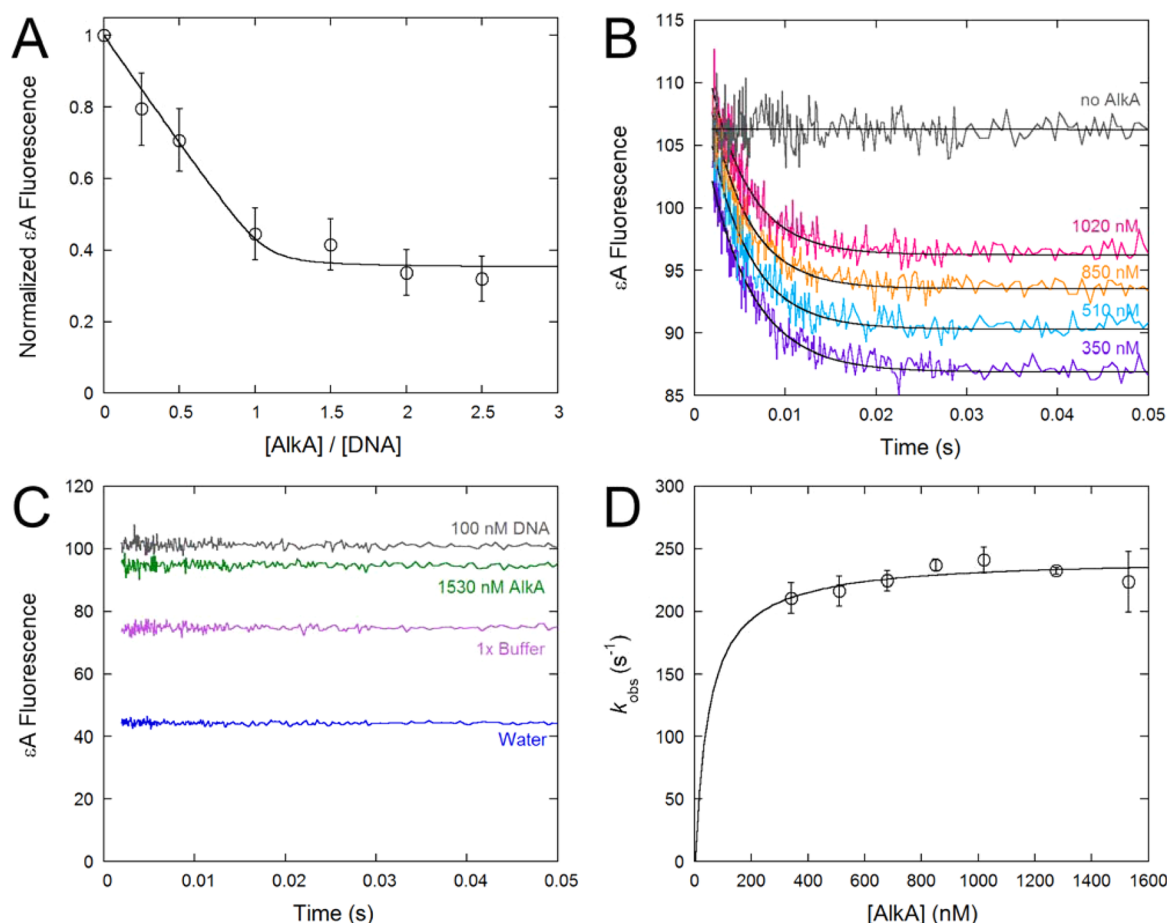 A
Normalized εA Fluorescence
1
0.8
0.6
0.4
0.2
0
0 0.5 1 1.5 2 2.5 3
[AlkA] / [DNA]
B
εA Fluorescence
115
110
105
100
95
90
85
no AlkA
1020 nM
850 nM
510 nM
350 nM
0 0.01 0.02 0.03 0.04 0.05
Time (s)
C
εA Fluorescence
120
100
80
60
40
20
0
100 nM DNA
1530 nM AlkA
1x Buffer
Water
0 0.01 0.02 0.03 0.04 0.05
Time (s)
D
kobs (s-1)
300
250
200
150
100
50
0
0 200 400 600 800 1000 1200 1400 1600
[AlkA] (nM)